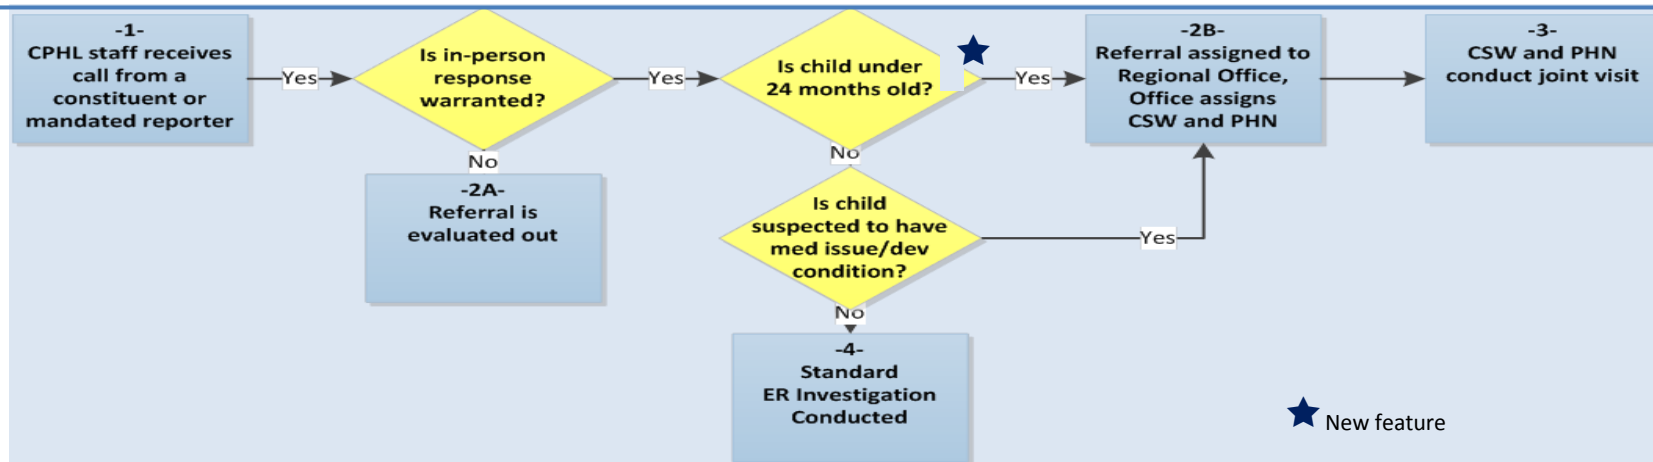 -1-
CPHL staff receives
call from a
constituent or
mandated reporter
Yes
Is in-person
response
warranted?
Yes
Is child under
24 months old?
Yes
-2B-
Referral assigned to
Regional Office,
Office assigns
CSW and PHN
-3-
CSW and PHN
conduct joint visit
No
-2A-
Referral is
evaluated out
No
Is child
suspected to have
med issue/dev
condition?
Yes
No
-4-
Standard
ER Investigation
Conducted
New feature